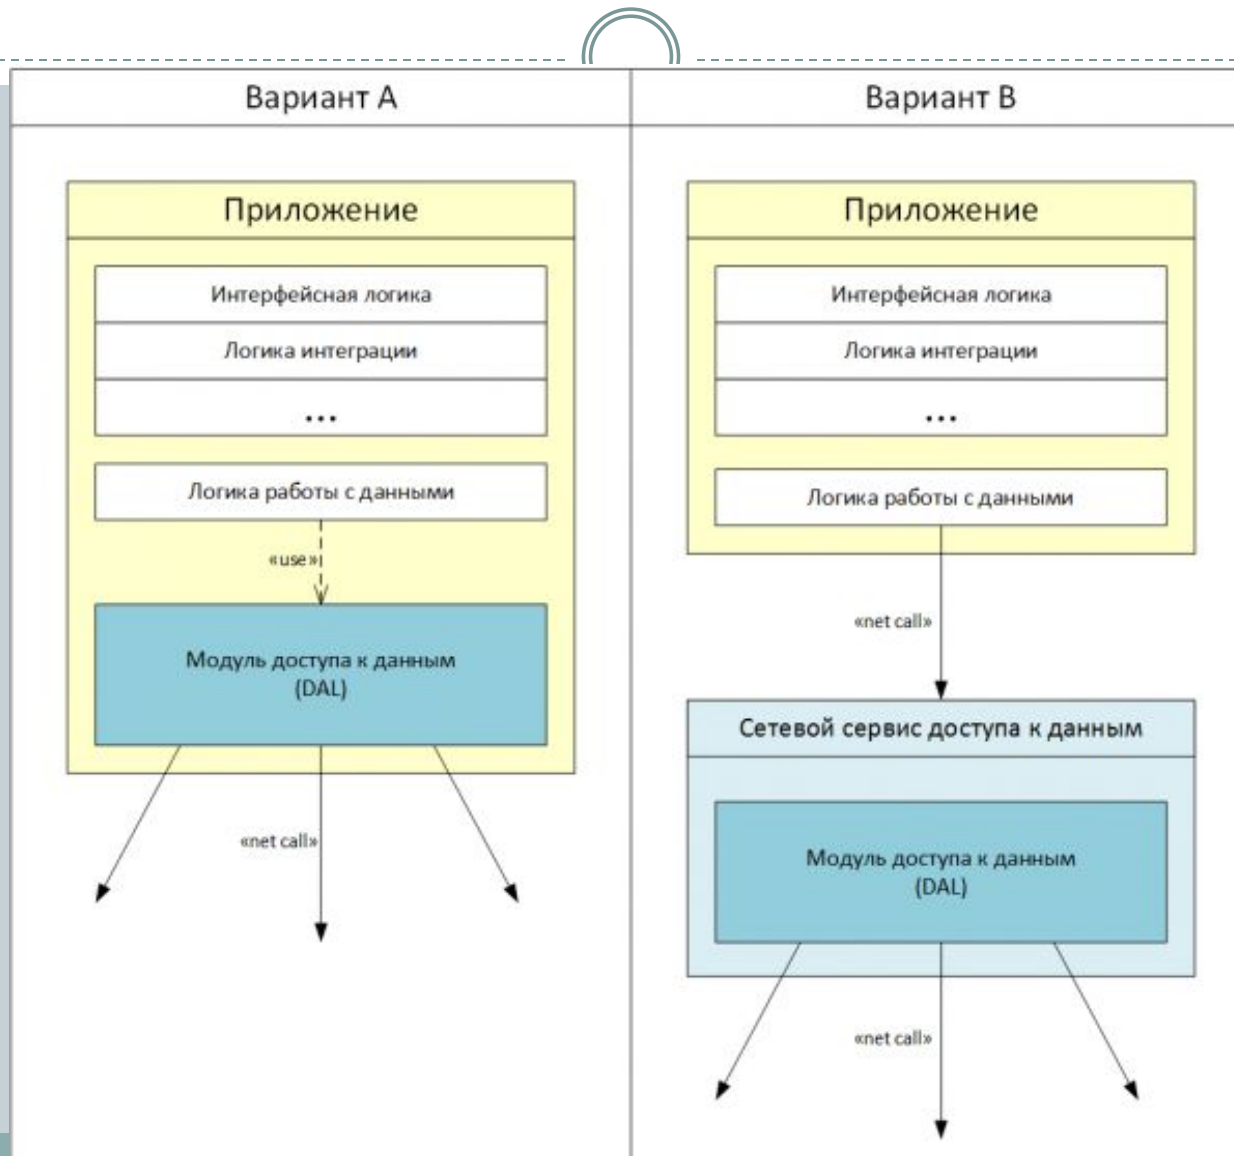 Вариант А
Приложение
Интерфейсная логика
Логика интеграции
...
Логика работы с данными
«use»
Модуль доступа к данным
(DAL)
«net call»
Вариант В
Приложение
Интерфейсная логика
Логика интеграции
...
Логика работы с данными
«net call»
Сетевой сервис доступа к данным
Модуль доступа к данным
(DAL)
«net call»